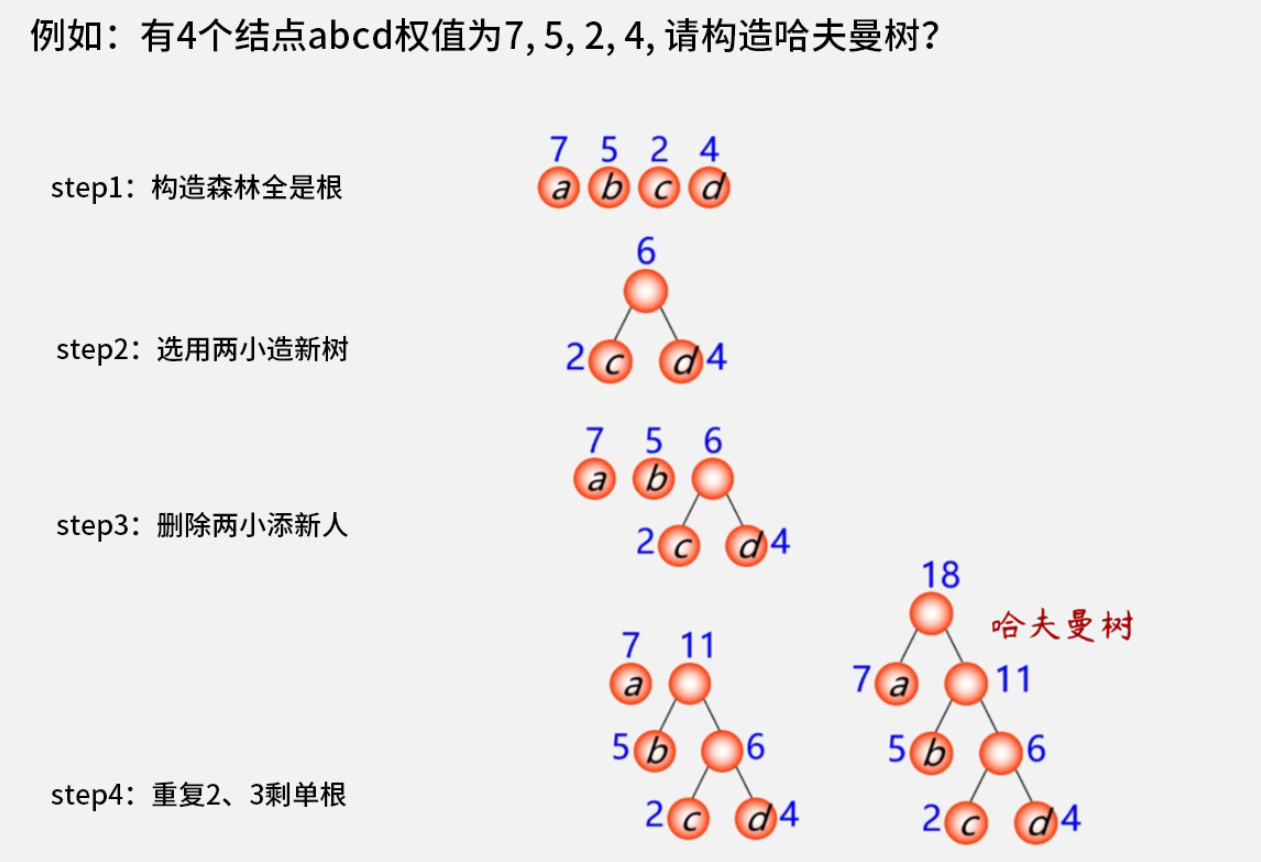 例如：有4个结点abcd权值为7, 5, 2, 4, 请构造哈夫曼树？
7 5 2 4
step1：构造森林全是根
a b c d
6
step2：选用两小造新树
2 c d 4
7 5 6
a b
step3：删除两小添新人
2 c d 4
18
哈夫曼树
7 11
a
7 a 11
5 b 6
5 b 6
step4：重复2、3剩单根
2 c d 4
2 c d 4